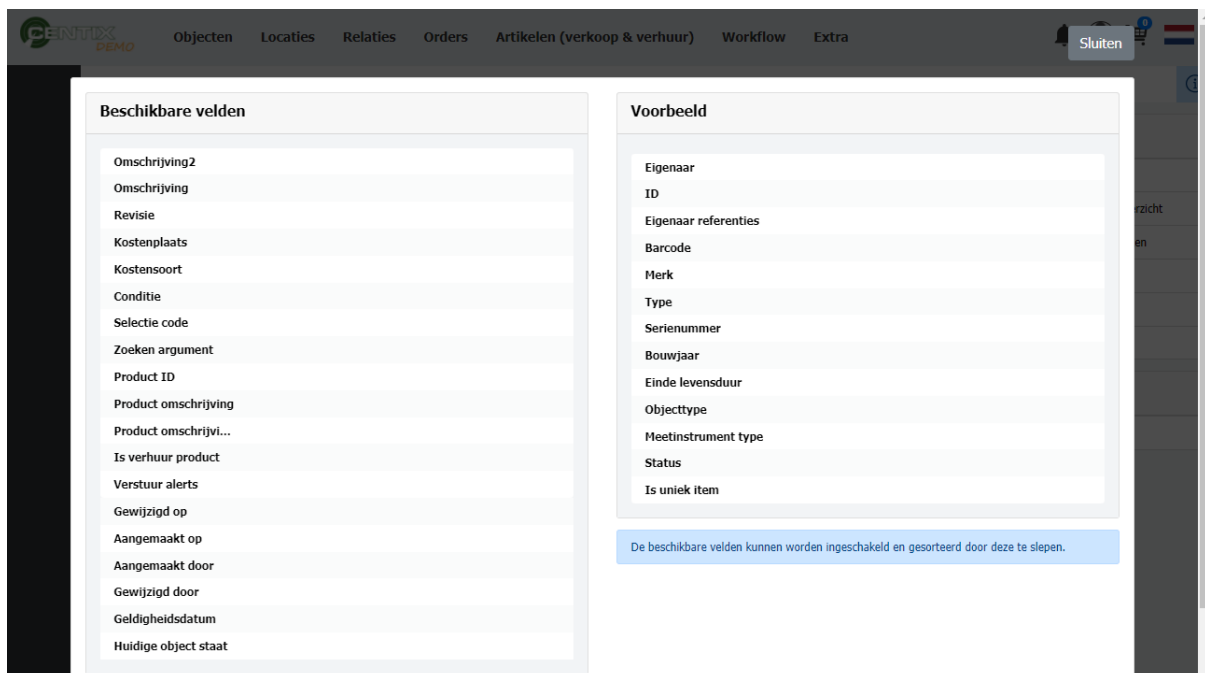 CENTIX
DEMO
Objecten
Locaties
Relaties
Orders
Artikelen (verkoop & verhuur)
Workflow
Extra
0
Sluiten
Beschikbare velden
Omschrijving2
Omschrijving
Revisie
Kostenplaats
Kostensoort
Conditie
Selectie code
Zoeken argument
Product ID
Product omschrijving
Product omschrijvi...
Is verhuur product
Verstuur alerts
Gewijzigd op
Aangemaakt op
Aangemaakt door
Gewijzigd door
Geldigheidsdatum
Huidige object staat
Voorbeeld
Eigenaar
ID
Eigenaar referenties
Barcode
Merk
Type
Serienummer
Bouwjaar
Einde levensduur
Objecttype
Meetinstrument type
Status
Is uniek item
De beschikbare velden kunnen worden ingeschakeld en gesorteerd door deze te slepen.
rzicht
en